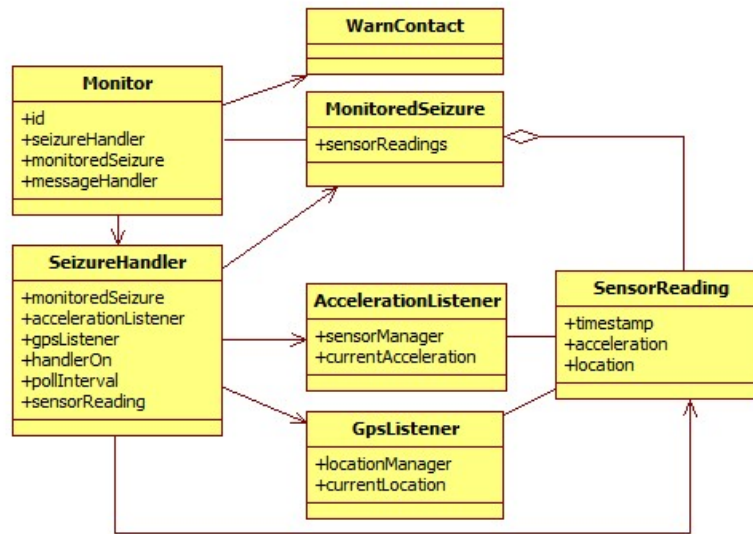 WarnContact
Monitor
+id
+seizureHandler
+monitoredSeizure
+messageHandler
MonitoredSeizure
+sensorReadings
SeizureHandler
+monitoredSeizure
+accelerationListener
+gpsListener
+handlerOn
+pollInterval
+sensorReading
AccelerationListener
+sensorManager
+currentAcceleration
SensorReading
+timestamp
+acceleration
+location
GpsListener
+locationManager
+currentLocation